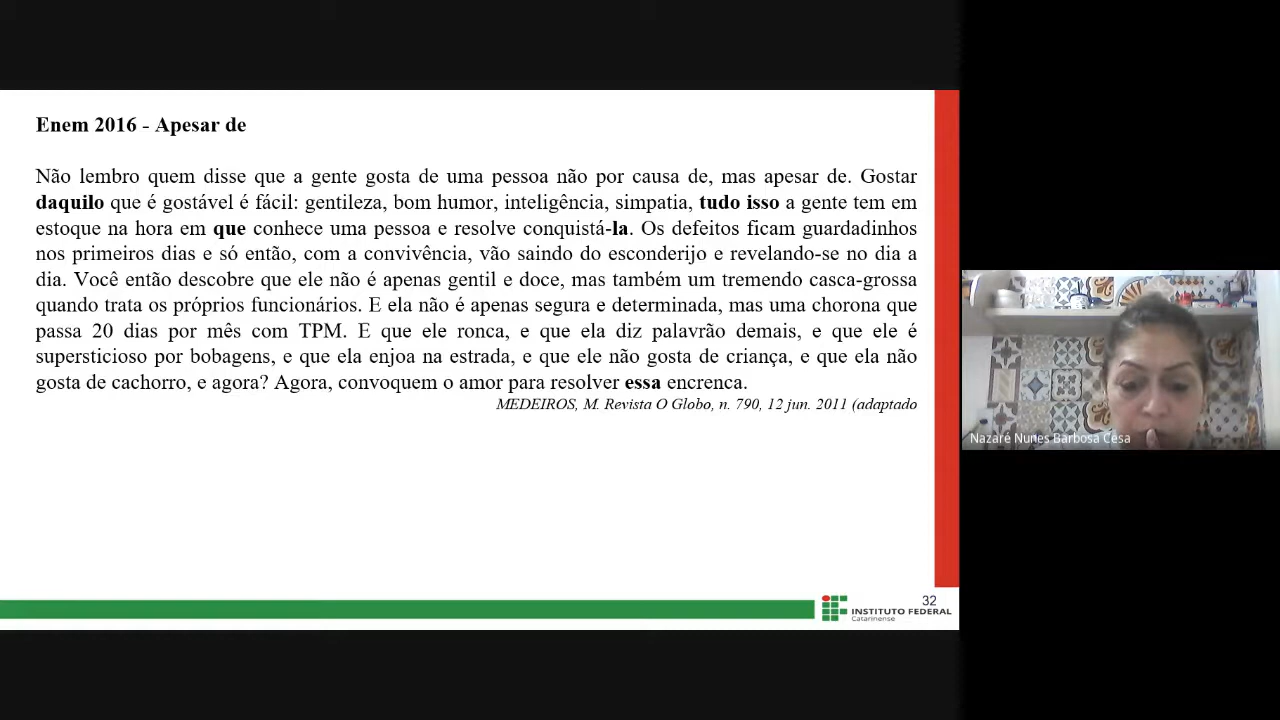 Enem 2016 - Apesar de
Não lembro quem disse que a gente gosta de uma pessoa não por causa de, mas apesar de. Gostar
daquilo que é gostável é fácil: gentileza, bom humor, inteligência, simpatia, tudo isso a gente tem em
estoque na hora em que conhece uma pessoa e resolve conquistá-la. Os defeitos ficam guardadinhos
nos primeiros dias e só então, com a convivência, vão saindo do esconderijo e revelando-se no dia a
dia. Você então descobre que ele não é apenas gentil e doce, mas também um tremendo casca-grossa
quando trata os próprios funcionários. E ela não é apenas segura e determinada, mas uma chorona que
passa 20 dias por mês com TPM. E que ele ronca, e que ela diz palavrão demais, e que ele é
supersticioso por bobagens, e que ela enjoa na estrada, e que ele não gosta de criança, e que ela não
gosta de cachorro, e agora? Agora, convoquem o amor para resolver essa encrenca.
MEDEIROS, M. Revista O Globo, n. 790, 12 jun. 2011 (adaptado
Nazaré Nunes Barbosa Cesa
32
INSTITUTO FEDERAL
Catarinense